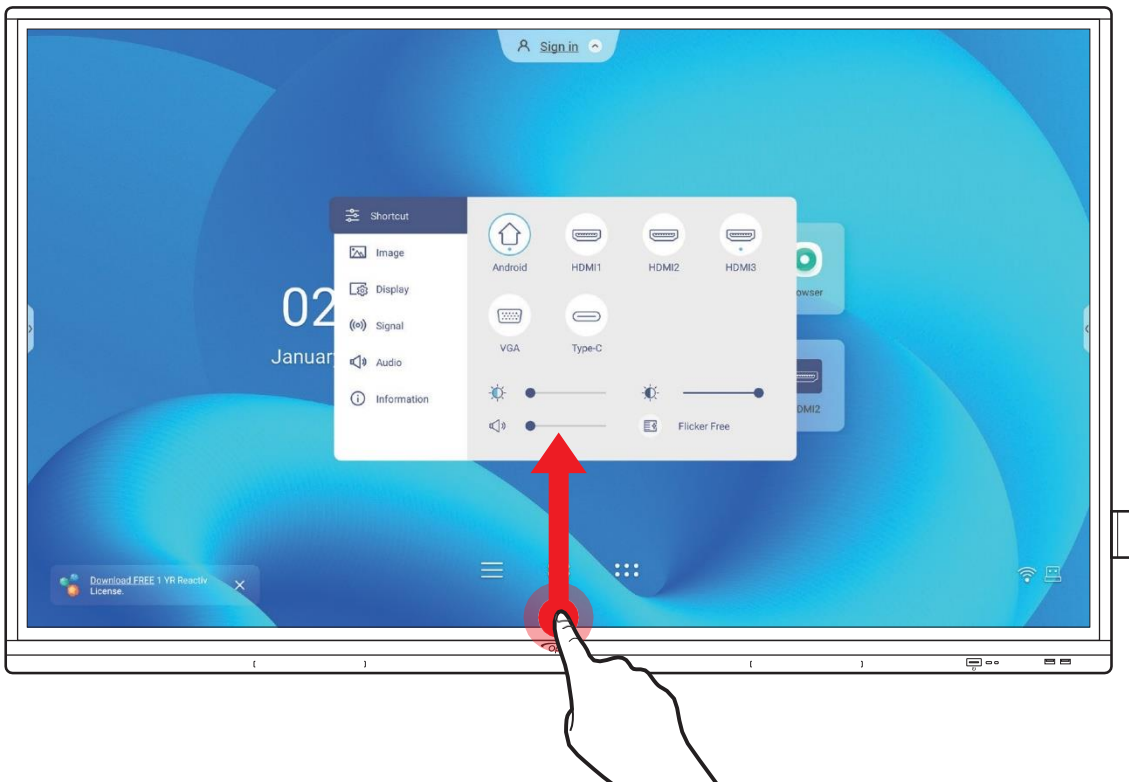 Sign in
Shortcut
Image
Display
Signal
Audio
Information
Android
HDMI1
HDMI2
HDMI3
VGA
Type-C
Flicker Free
02
Januar
owser
DMI2
Download FREE 1 YR Reactiv
License.